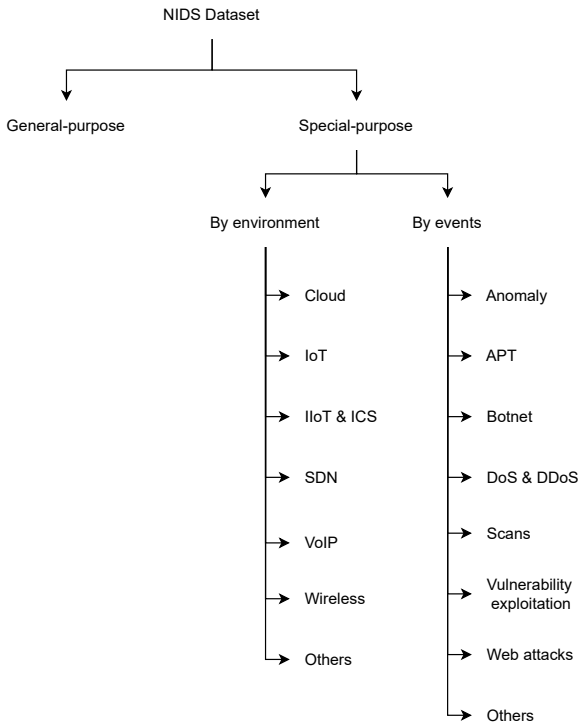 NIDS Dataset
General-purpose
Special-purpose
By environment
By events
Cloud
IoT
IIoT & ICS
SDN
VoIP
Wireless
Others
Anomaly
APT
Botnet
DoS & DDoS
Scans
Vulnerability
exploitation
Web attacks
Others